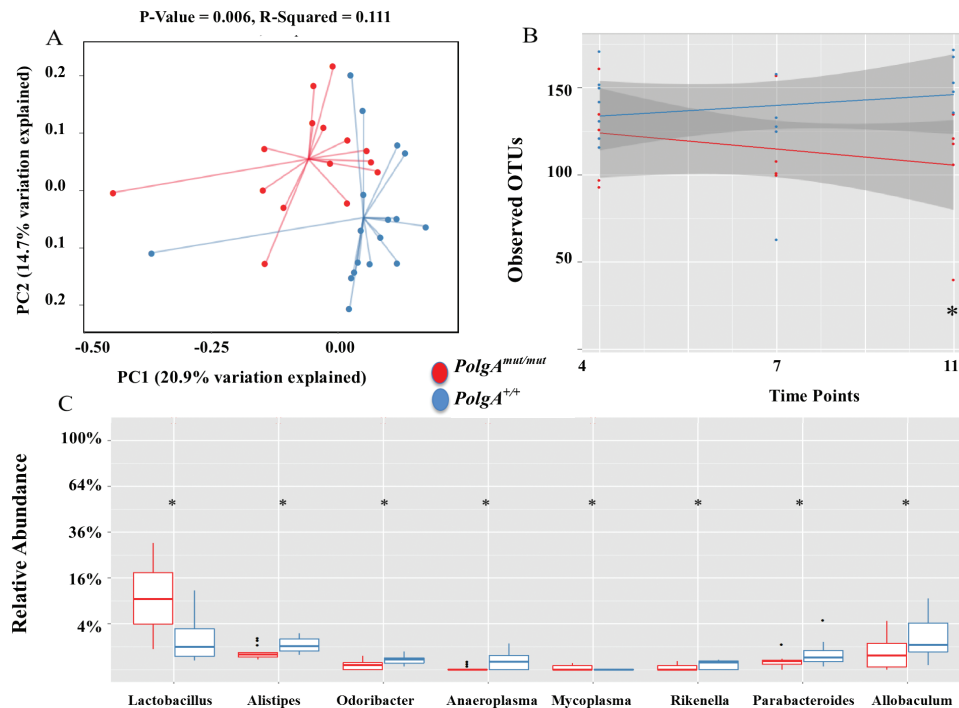 P-Value = 0.006, R-Squared = 0.111
A
PC2 (14.7% variation explained)
0.2
0.1
0.0
0.1
0.2
-0.50
-0.25
0.00
PC1 (20.9% variation explained)
B
Observed OTUs
150
100
50
*
4
7
11
Time Points
PolgA^mut/mut
PolgA^+/+
C
Relative Abundance
100%
64%
36%
16%
4%
* * * * * * * *
Lactobacillus Alistipes Odoribacter Anaeroplasma Mycoplasma Rikenella Parabacteroides Allobaculum